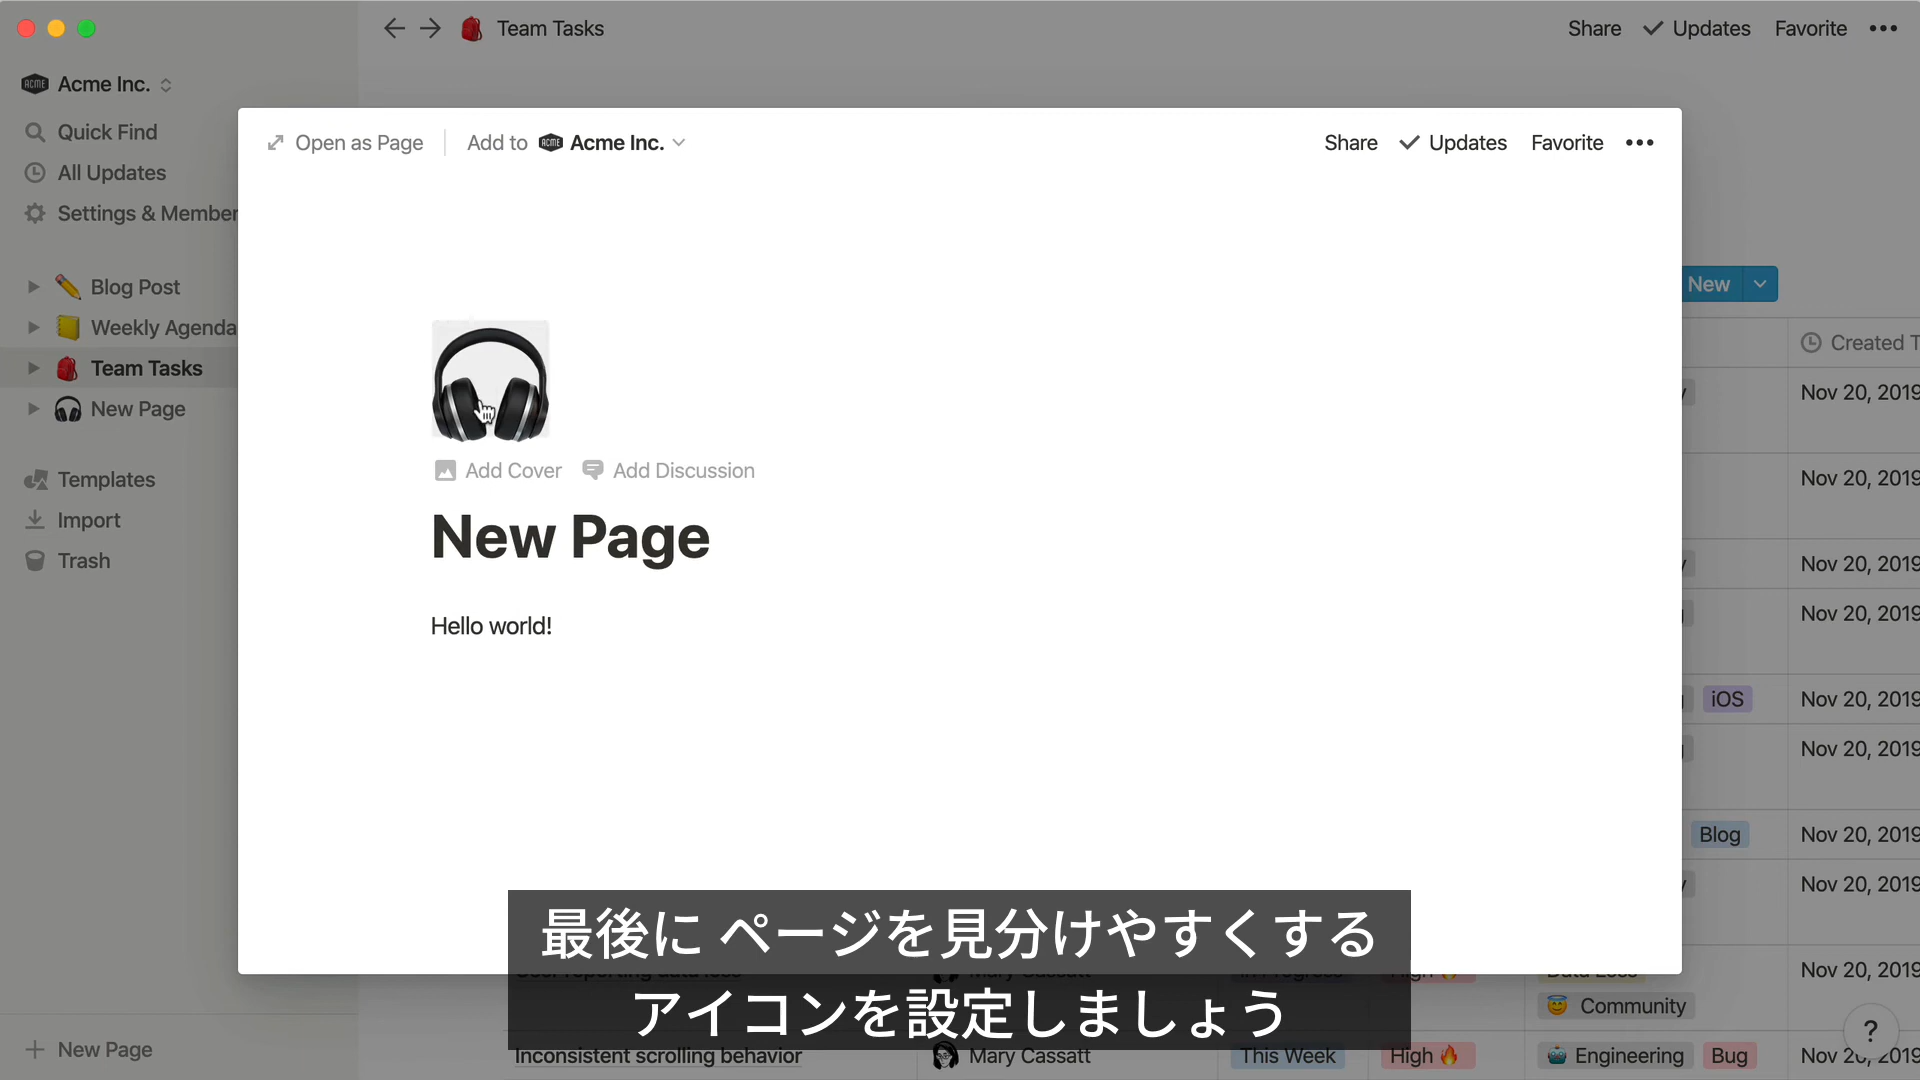 Team Tasks
Share
Updates
Favorite
ACME Acme Inc.
Quick Find
All Updates
Settings & Member
Blog Post
Weekly Agenda
Team Tasks
New Page
Templates
Import
Trash
New Page
Open as Page
Add to ACME Acme Inc.
Share
Updates
Favorite
Add Cover
Add Discussion
New Page
Hello world!
New
Created T
Nov 20, 2019
Nov 20, 2019
Nov 20, 2019
Nov 20, 2019
iOS Nov 20, 2019
Nov 20, 2019
Blog Nov 20, 2019
Nov 20, 2019
Nov 20, 2019
Community
Inconsistent scrolling behavior Mary Cassatt This Week High Engineering Bug Nov 20, 2019
?
最後に ページを見分けやすくする
アイコンを設定しましょう